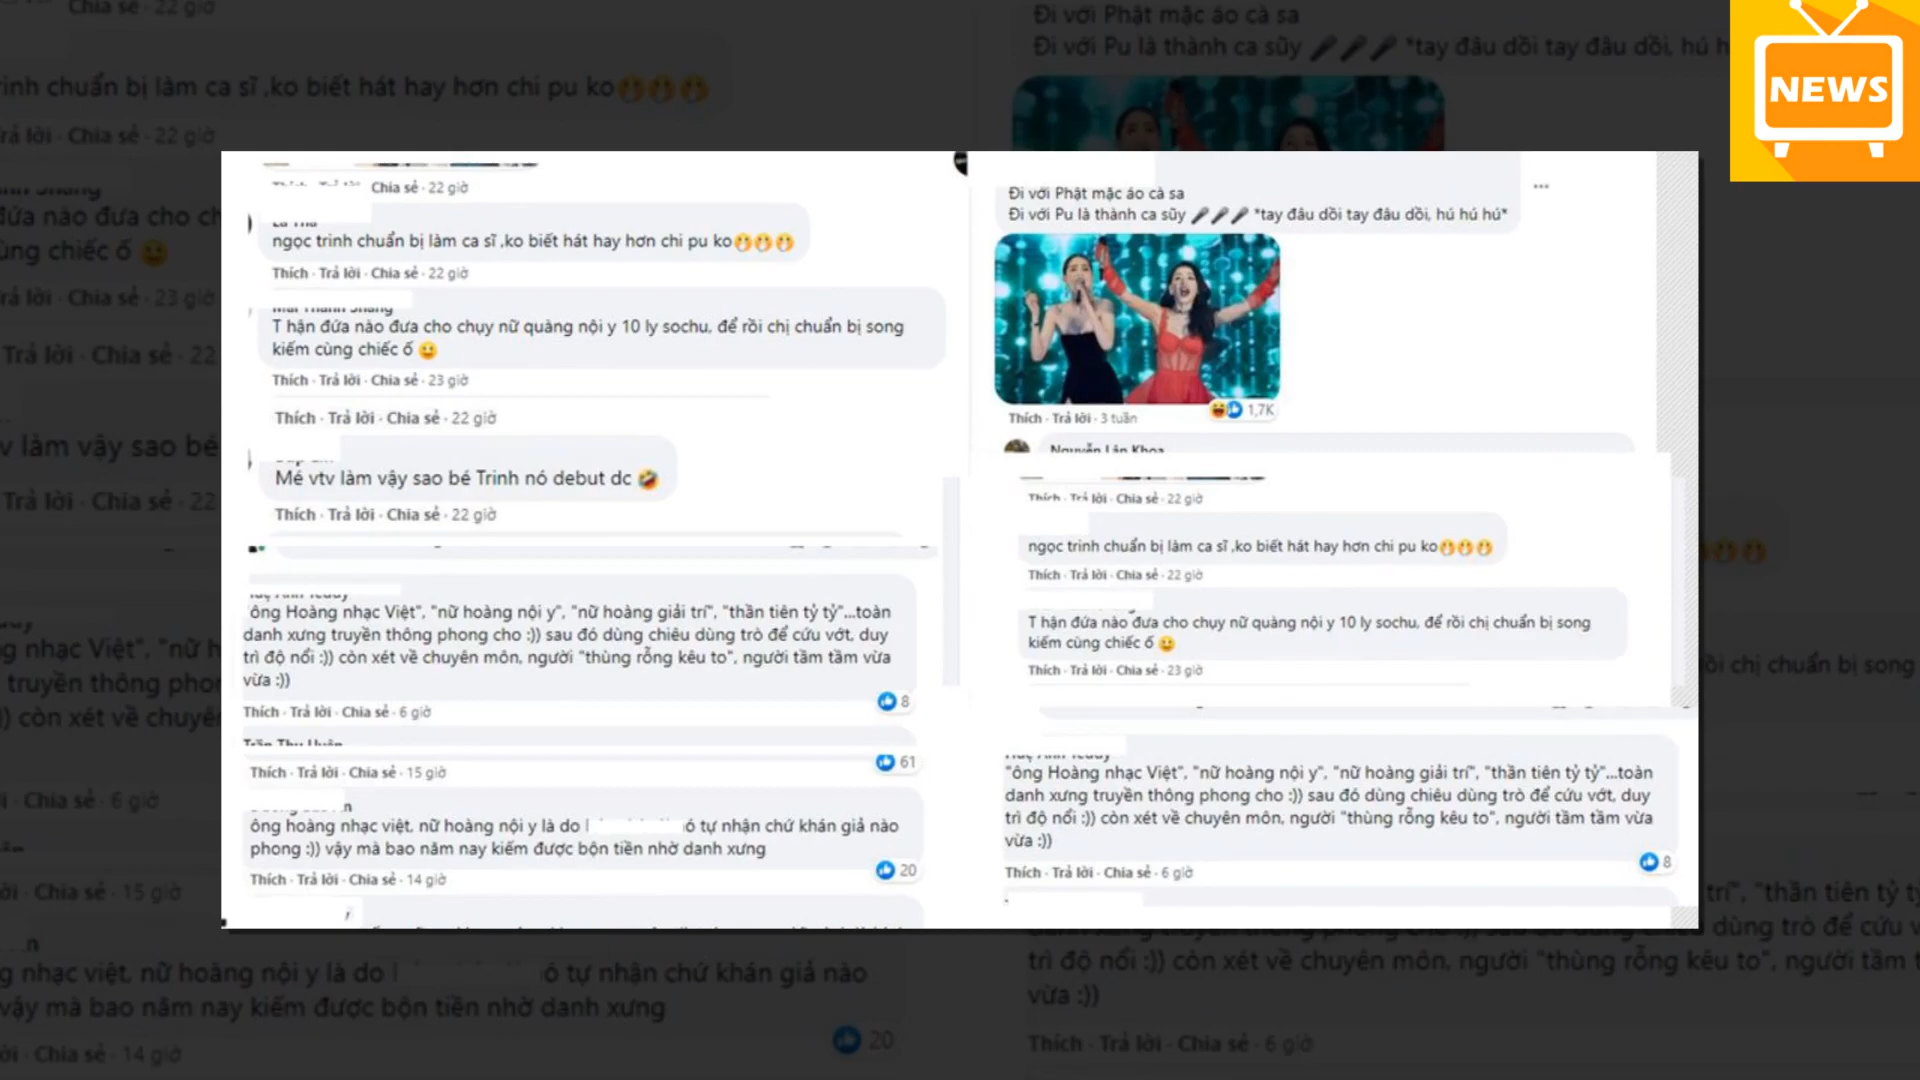 NEWS
Chia sẻ · 22 giờ
ngọc trinh chuẩn bị làm ca sĩ ,ko biết hát hay hơn chi pu ko
Thích · Trả lời · Chia sẻ · 22 giờ
T hận đứa nào đưa cho chụy nữ quàng nội y 10 ly sochu, để rồi chị chuẩn bị song
kiếm cùng chiếc ố
Thích · Trả lời · Chia sẻ · 23 giờ
Thích · Trả lời · Chia sẻ · 22 giờ
Mé vtv làm vậy sao bé Trinh nó debut dc
Thích · Trả lời · Chia sẻ · 22 giờ
ông Hoàng nhạc Việt", "nữ hoàng nội y", "nữ hoàng giải trí", "thần tiên tỷ tỷ"...toàn
danh xưng truyền thông phong cho :)) sau đó dùng chiêu dùng trò để cứu vớt, duy
trì độ nổi :)) còn xét về chuyên môn, người "thùng rỗng kêu to", người tầm tầm vừa
vừa :))
8
Thích · Trả lời · Chia sẻ · 6 giờ
61
Thích · Trả lời · Chia sẻ · 15 giờ
ông hoàng nhạc việt, nữ hoàng nội y là do ó tự nhận chứ khán giả nào
phong :)) vậy mà bao năm nay kiếm được bộn tiền nhờ danh xưng
20
Thích · Trả lời · Chia sẻ · 14 giờ
Đi với Phật mặc áo cà sa
Đi với Pu là thành ca sũy *tay đâu dồi tay đâu dồi, hú hú hú*
Thích · Trả lời · 3 tuần
1,7K
Nguyễn Lân Khoa
Thích · Trả lời · Chia sẻ · 22 giờ
ngọc trinh chuẩn bị làm ca sĩ ,ko biết hát hay hơn chi pu ko
Thích · Trả lời · Chia sẻ · 22 giờ
T hận đứa nào đưa cho chụy nữ quàng nội y 10 ly sochu, để rồi chị chuẩn bị song
kiếm cùng chiếc ố
Thích · Trả lời · Chia sẻ · 23 giờ
"ông Hoàng nhạc Việt", "nữ hoàng nội y", "nữ hoàng giải trí", "thần tiên tỷ tỷ"...toàn
danh xưng truyền thông phong cho :)) sau đó dùng chiêu dùng trò để cứu vớt, duy
trì độ nổi :)) còn xét về chuyên môn, người "thùng rỗng kêu to", người tầm tầm vừa
vừa :))
8
Thích · Trả lời · Chia sẻ · 6 giờ